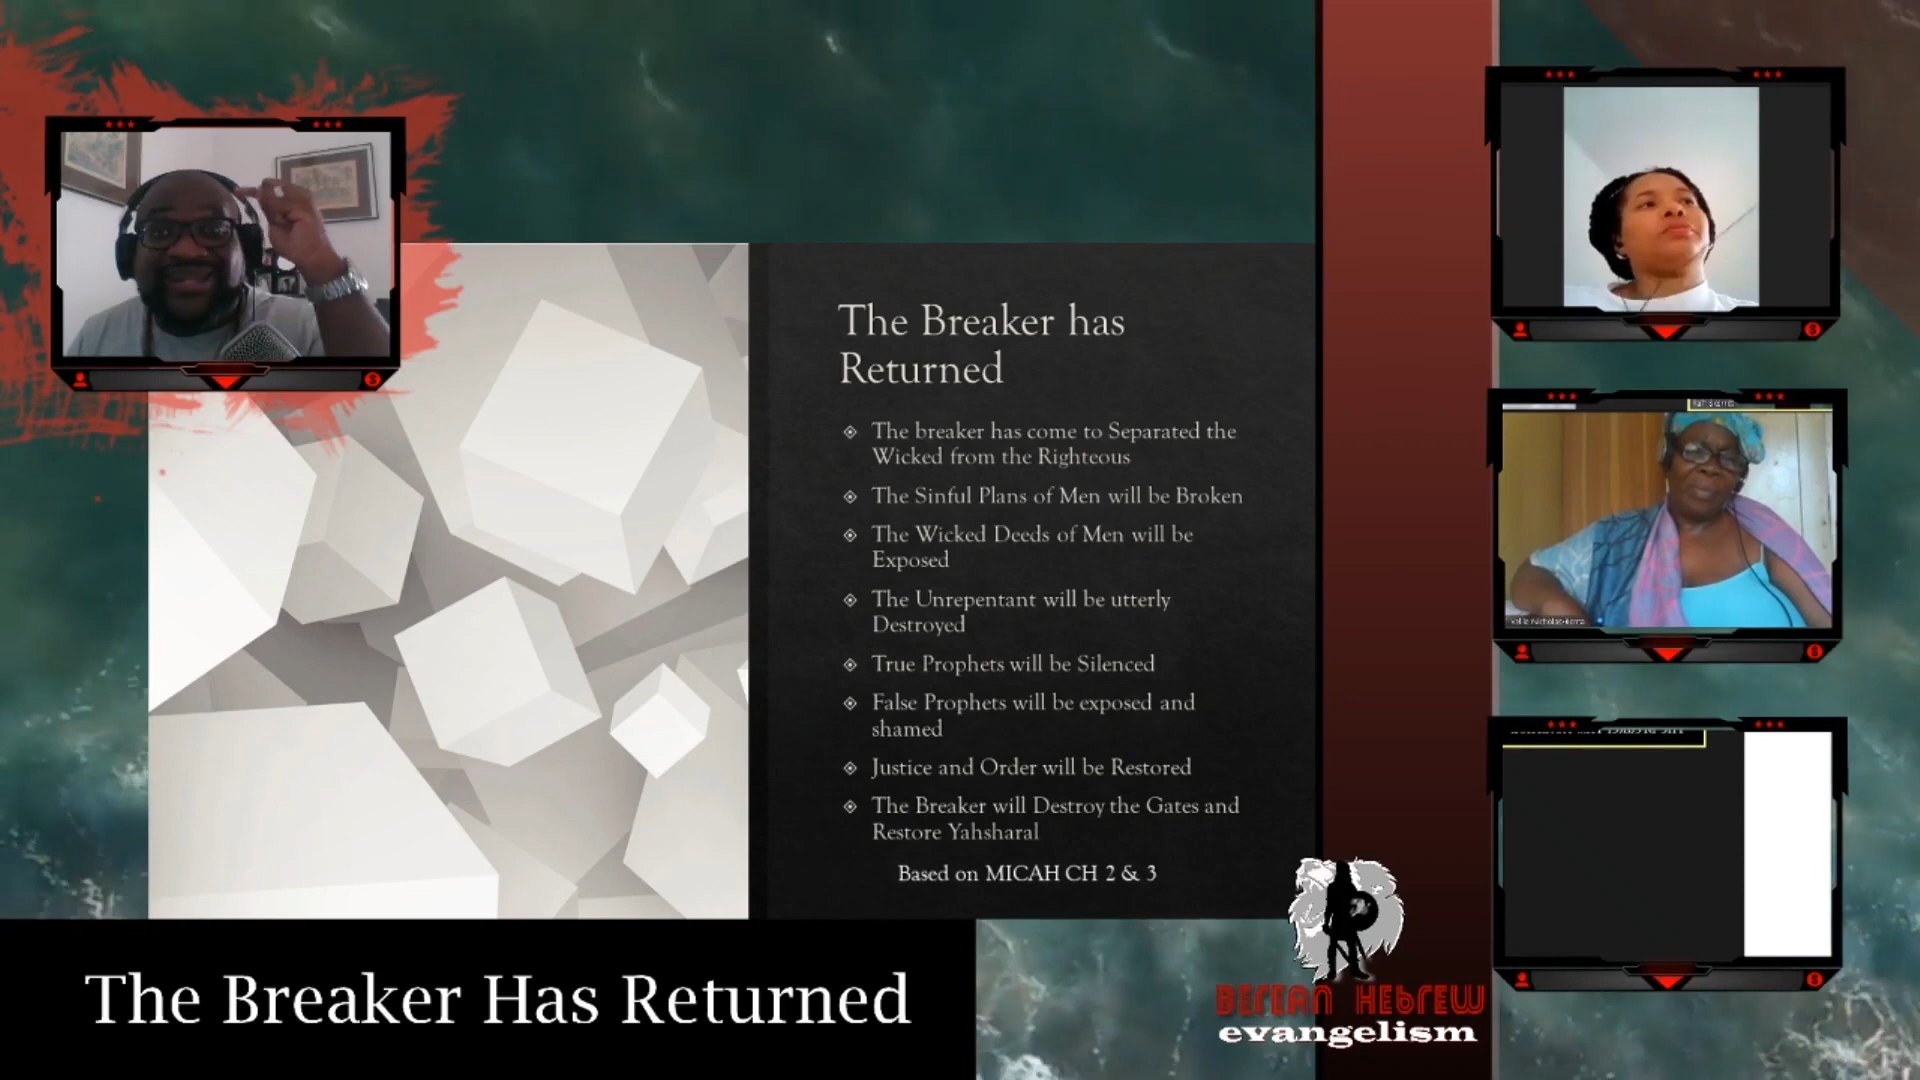 The Breaker has
Returned
The breaker has come to Separated the
Wicked from the Righteous
The Sinful Plans of Men will be Broken
The Wicked Deeds of Men will be
Exposed
The Unrepentant will be utterly
Destroyed
True Prophets will be Silenced
False Prophets will be exposed and
shamed
Justice and Order will be Restored
The Breaker will Destroy the Gates and
Restore Yahsharal
Based on MICAH CH 2 & 3
The Breaker Has Returned
BEREAN HEBREW
evangelism